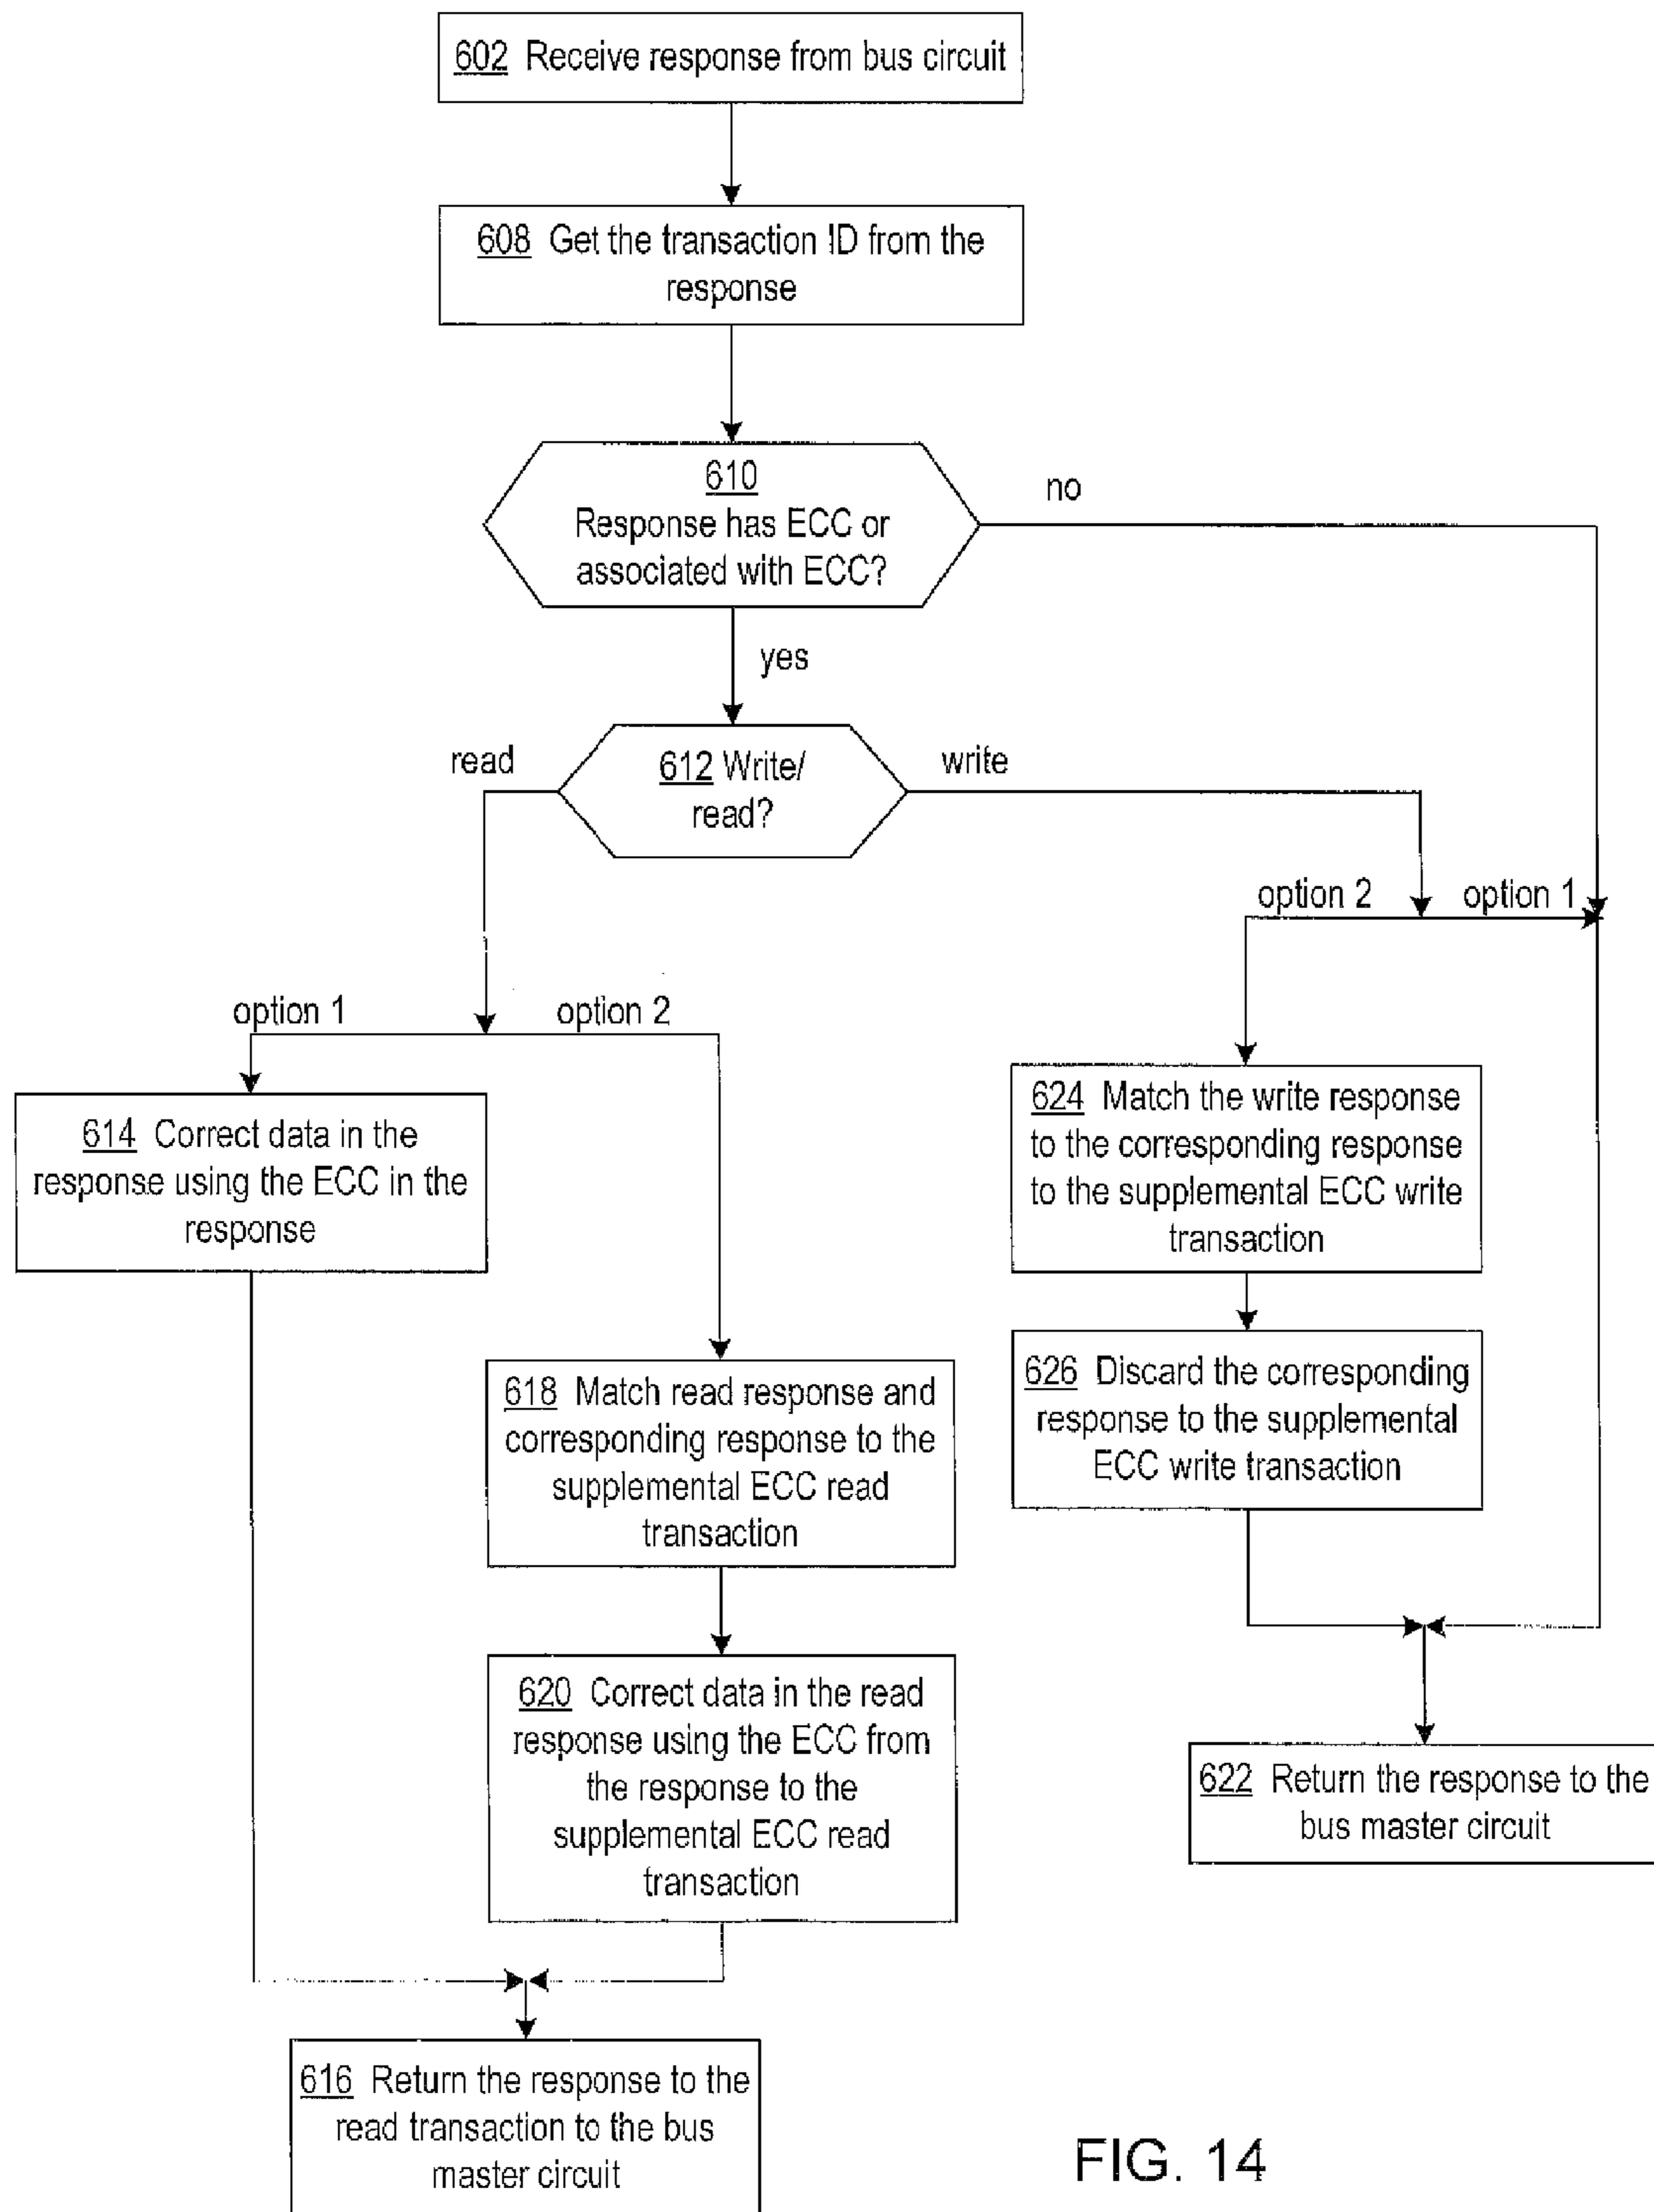 602 Receive response from bus circuit
608 Get the transaction ID from the
response
610
Response has ECC or
associated with ECC?
no
yes
read
612 Write/
read?
write
option 2
option 1
option 1
option 2
614 Correct data in the
response using the ECC in the
response
624 Match the write response
to the corresponding response
to the supplemental ECC write
transaction
618 Match read response and
corresponding response to the
supplemental ECC read
transaction
626 Discard the corresponding
response to the supplemental
ECC write transaction
620 Correct data in the read
response using the ECC from
the response to the
supplemental ECC read
transaction
622 Return the response to the
bus master circuit
616 Return the response to the
read transaction to the bus
master circuit
FIG. 14